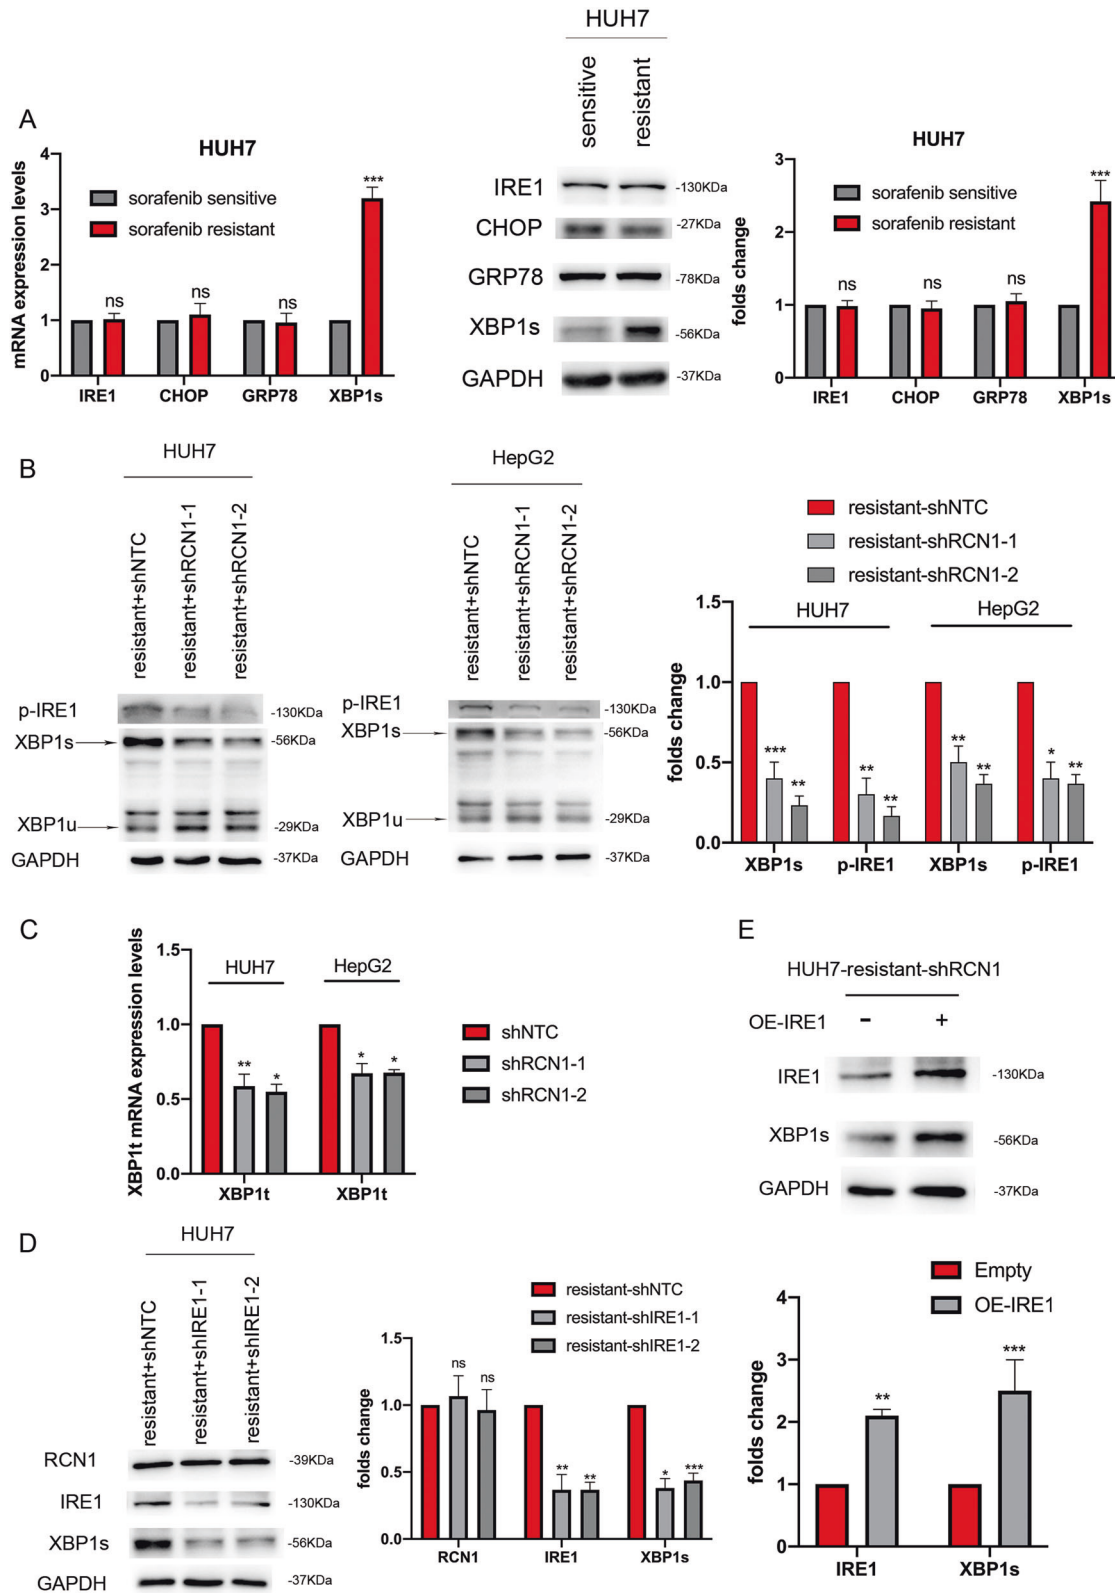 A
HUH7
mRNA expression levels
4
3
2
1
0
sorafenib sensitive
sorafenib resistant
ns
ns
ns
***
IRE1 CHOP GRP78 XBP1s
HUH7
sensitive
resistant
IRE1 -130KDa
CHOP -27KDa
GRP78 -78KDa
XBP1s -56KDa
GAPDH -37KDa
HUH7
folds change
3
2
1
0
sorafenib sensitive
sorafenib resistant
ns
ns
ns
***
IRE1 CHOP GRP78 XBP1s
B
HUH7
resistant+shNTC
resistant+shRCN1-1
resistant+shRCN1-2
p-IRE1 -130KDa
XBP1s -56KDa
XBP1u -29KDa
GAPDH -37KDa
HepG2
resistant+shNTC
resistant+shRCN1-1
resistant+shRCN1-2
p-IRE1 -130KDa
XBP1s -56KDa
XBP1u -29KDa
GAPDH -37KDa
resistant-shNTC
resistant-shRCN1-1
resistant-shRCN1-2
folds change
1.5
1.0
0.5
0.0
HUH7 HepG2
*** ** ** ** ** ** * **
XBP1s p-IRE1 XBP1s p-IRE1
C
XBP1t mRNA expression levels
1.5
1.0
0.5
0.0
HUH7 HepG2
** * * *
XBP1t XBP1t
shNTC
shRCN1-1
shRCN1-2
E
HUH7-resistant-shRCN1
OE-IRE1 - +
IRE1 -130KDa
XBP1s -56KDa
GAPDH -37KDa
D
HUH7
resistant+shNTC
resistant+shIRE1-1
resistant+shIRE1-2
RCN1 -39KDa
IRE1 -130KDa
XBP1s -56KDa
GAPDH -37KDa
resistant-shNTC
resistant-shIRE1-1
resistant-shIRE1-2
folds change
1.5
1.0
0.5
0.0
ns ns ** ** * ***
RCN1 IRE1 XBP1s
Empty
OE-IRE1
folds change
4
3
2
1
0
** ***
IRE1 XBP1s